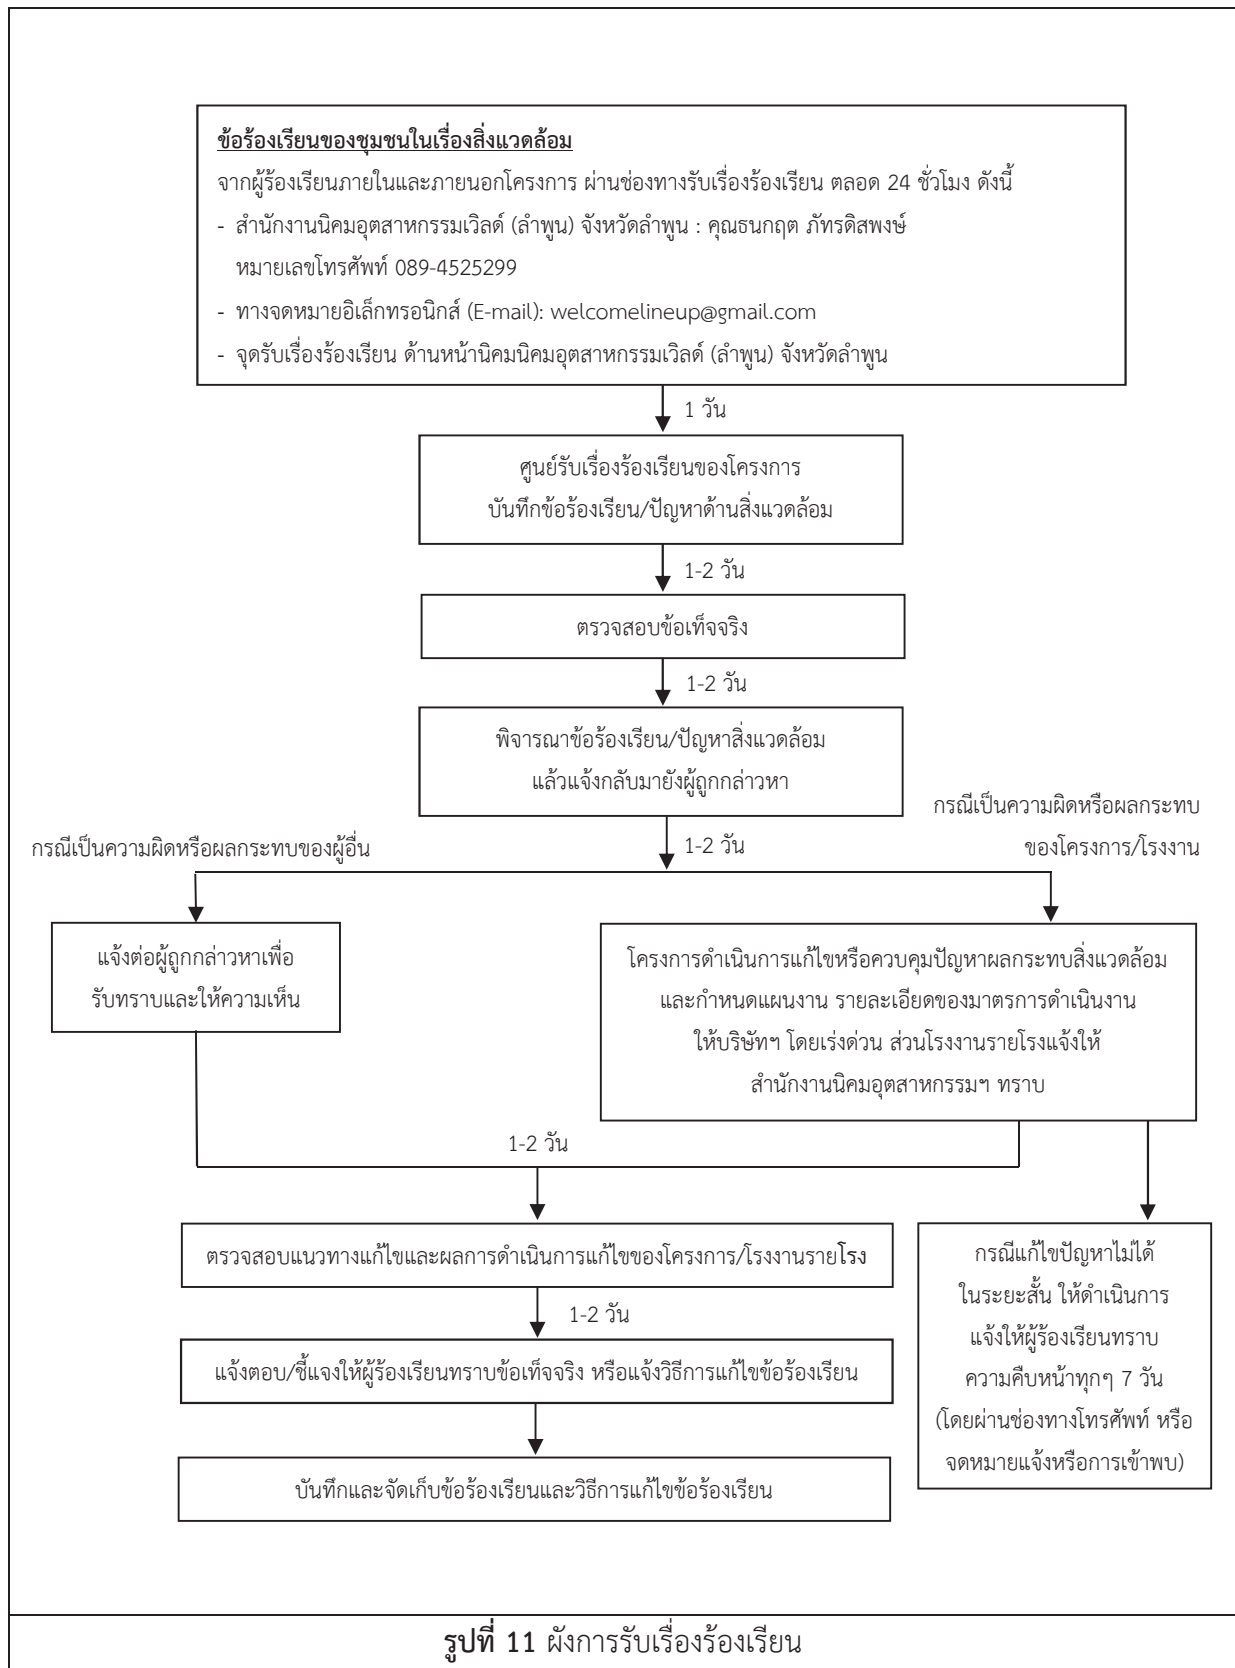 ข้อร้องเรียนของชุมชนในเรื่องสิ่งแวดล้อม
จากผู้ร้องเรียนภายในและภายนอกโครงการ ผ่านช่องทางรับเรื่องร้องเรียน ตลอด 24 ชั่วโมง ดังนี้
- สำนักงานนิคมอุตสาหกรรมเวิลด์ (ลำพูน) จังหวัดลำพูน : คุณธนกฤต ภัทรดิสพงษ์
หมายเลขโทรศัพท์ 089-4525299
- ทางจดหมายอิเล็กทรอนิกส์ (E-mail): welcomelineup@gmail.com
- จุดรับเรื่องร้องเรียน ด้านหน้านิคมนิคมอุตสาหกรรมเวิลด์ (ลำพูน) จังหวัดลำพูน
1 วัน
ศูนย์รับเรื่องร้องเรียนของโครงการ
บันทึกข้อร้องเรียน/ปัญหาด้านสิ่งแวดล้อม
1-2 วัน
ตรวจสอบข้อเท็จจริง
1-2 วัน
พิจารณาข้อร้องเรียน/ปัญหาสิ่งแวดล้อม
แล้วแจ้งกลับมายังผู้ถูกกล่าวหา
1-2 วัน
กรณีเป็นความผิดหรือผลกระทบของผู้อื่น
กรณีเป็นความผิดหรือผลกระทบ
ของโครงการ/โรงงาน
แจ้งต่อผู้ถูกกล่าวหาเพื่อ
รับทราบและให้ความเห็น
โครงการดำเนินการแก้ไขหรือควบคุมปัญหาผลกระทบสิ่งแวดล้อม
และกำหนดแผนงาน รายละเอียดของมาตรการดำเนินงาน
ให้บริษัทฯ โดยเร่งด่วน ส่วนโรงงานรายโรงแจ้งให้
สำนักงานนิคมอุตสาหกรรมฯ ทราบ
1-2 วัน
ตรวจสอบแนวทางแก้ไขและผลการดำเนินการแก้ไขของโครงการ/โรงงานรายโรง
1-2 วัน
แจ้งตอบ/ชี้แจงให้ผู้ร้องเรียนทราบข้อเท็จจริง หรือแจ้งวิธีการแก้ไขข้อร้องเรียน
บันทึกและจัดเก็บข้อร้องเรียนและวิธีการแก้ไขข้อร้องเรียน
กรณีแก้ไขปัญหาไม่ได้
ในระยะสั้น ให้ดำเนินการ
แจ้งให้ผู้ร้องเรียนทราบ
ความคืบหน้าทุกๆ 7 วัน
(โดยผ่านช่องทางโทรศัพท์ หรือ
จดหมายแจ้งหรือการเข้าพบ)
รูปที่ 11 ผังการรับเรื่องร้องเรียน